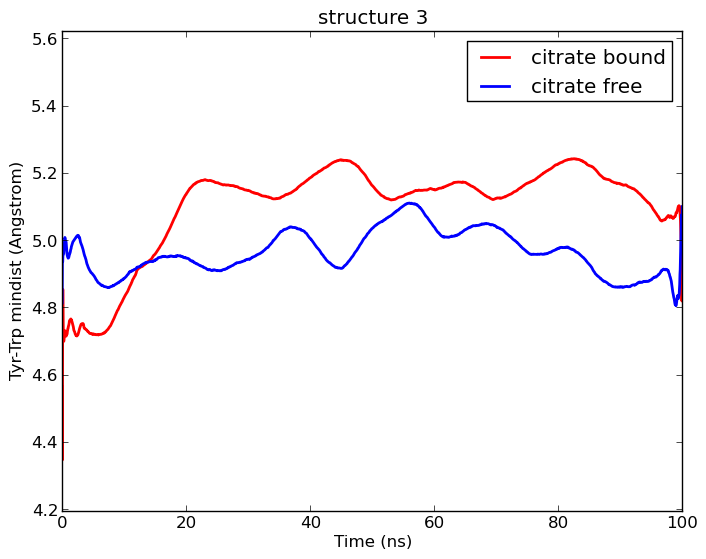 structure 3
citrate bound
citrate free
Tyr-Trp mindist (Angstrom)
5.6
5.4
5.2
5.0
4.8
4.6
4.4
4.2
0 20 40 60 80 100
Time (ns)